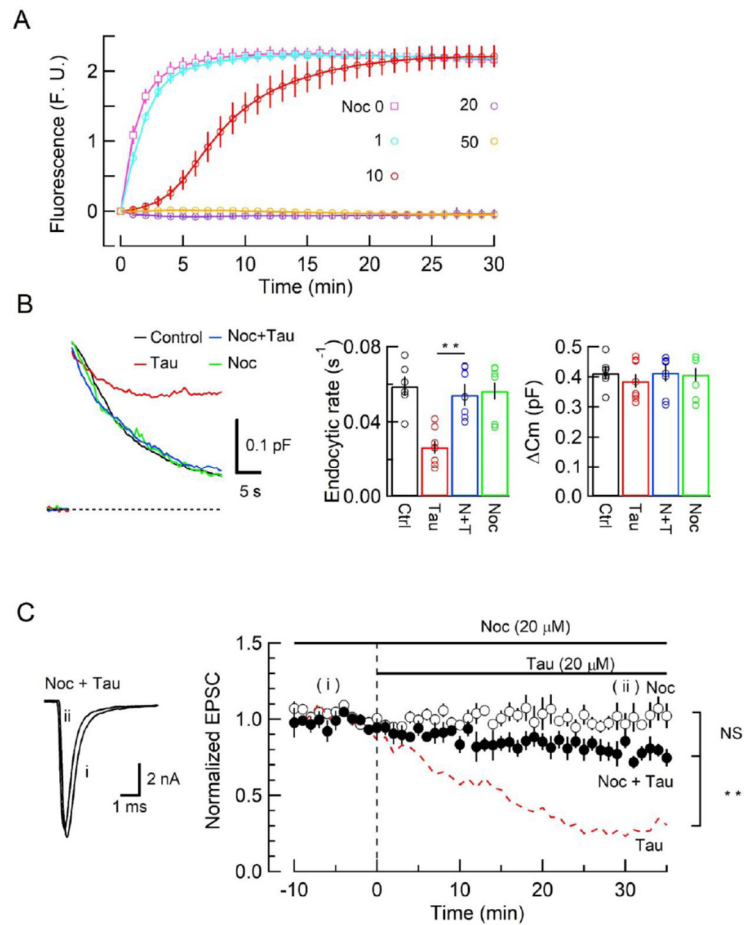 A
Fluorescence (F. U.)
2
1
0
Noc 0
1
10
20
50
0 5 10 15 20 25 30
Time (min)
B
Control
Tau
Noc+Tau
Noc
0.1 pF
5 s
Endocytic rate (s-1)
0.08
0.04
0.00
* *
Ctrl
Tau
N+T
Noc
ΔCm (pF)
0.5
0.4
0.3
0.2
0.1
0.0
Ctrl
Tau
N+T
Noc
C
Noc + Tau
ii
i
2 nA
1 ms
Normalized EPSC
1.5
1.0
0.5
0.0
Noc (20 μM)
Tau (20 μM)
( i )
( ii )
Noc
Noc + Tau
Tau
NS
* *
-10 0 10 20 30
Time (min)